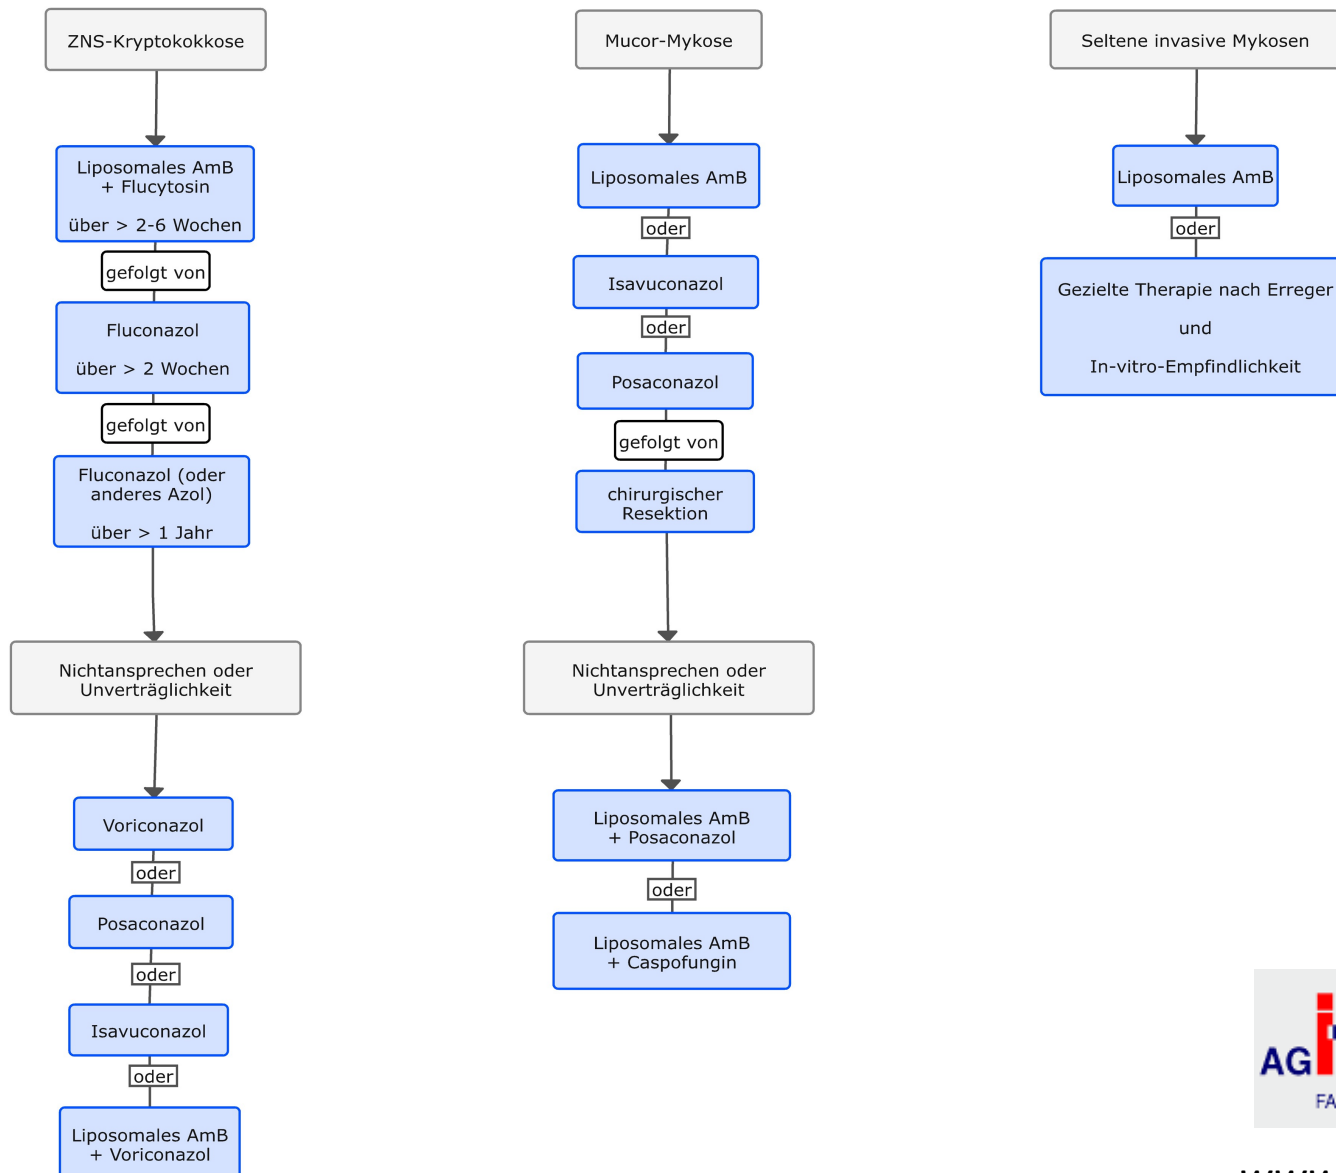 ZNS-Kryptokokkose
Liposomales AmB
+ Flucytosin
über > 2-6 Wochen
gefolgt von
Fluconazol
über > 2 Wochen
gefolgt von
Fluconazol (oder
anderes Azol)
über > 1 Jahr
Nichtansprechen oder
Unverträglichkeit
Voriconazol
oder
Posaconazol
oder
Isavuconazol
oder
Liposomales AmB
+ Voriconazol
Mucor-Mykose
Liposomales AmB
oder
Isavuconazol
oder
Posaconazol
gefolgt von
chirurgischer
Resektion
Nichtansprechen oder
Unverträglichkeit
Liposomales AmB
+ Posaconazol
oder
Liposomales AmB
+ Caspofungin
Seltene invasive Mykosen
Liposomales AmB
oder
Gezielte Therapie nach Erreger
und
In-vitro-Empfindlichkeit
AG
FA